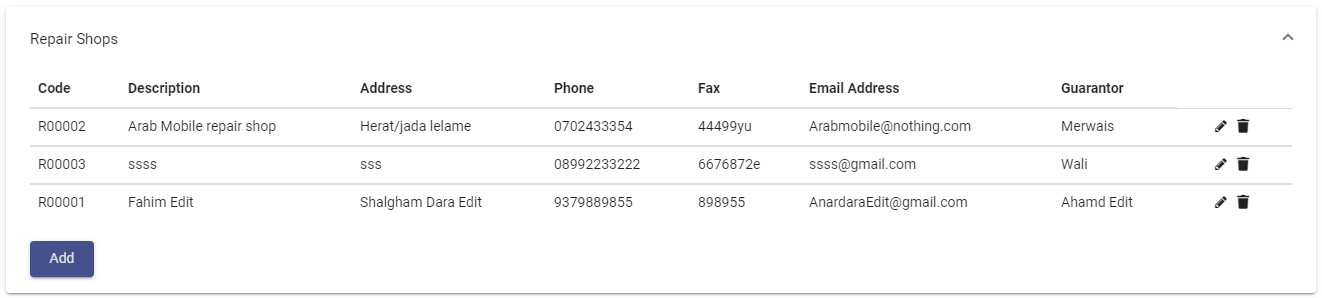 Repair Shops
Code Description Address Phone Fax Email Address Guarantor
R00002 Arab Mobile repair shop Herat/jada lelame 0702433354 44499yu Arabmobile@nothing.com Merwais
R00003 ssss sss 08992233222 6676872e ssss@gmail.com Wali
R00001 Fahim Edit Shalgham Dara Edit 9379889855 898955 AnardaraEdit@gmail.com Ahamd Edit
Add